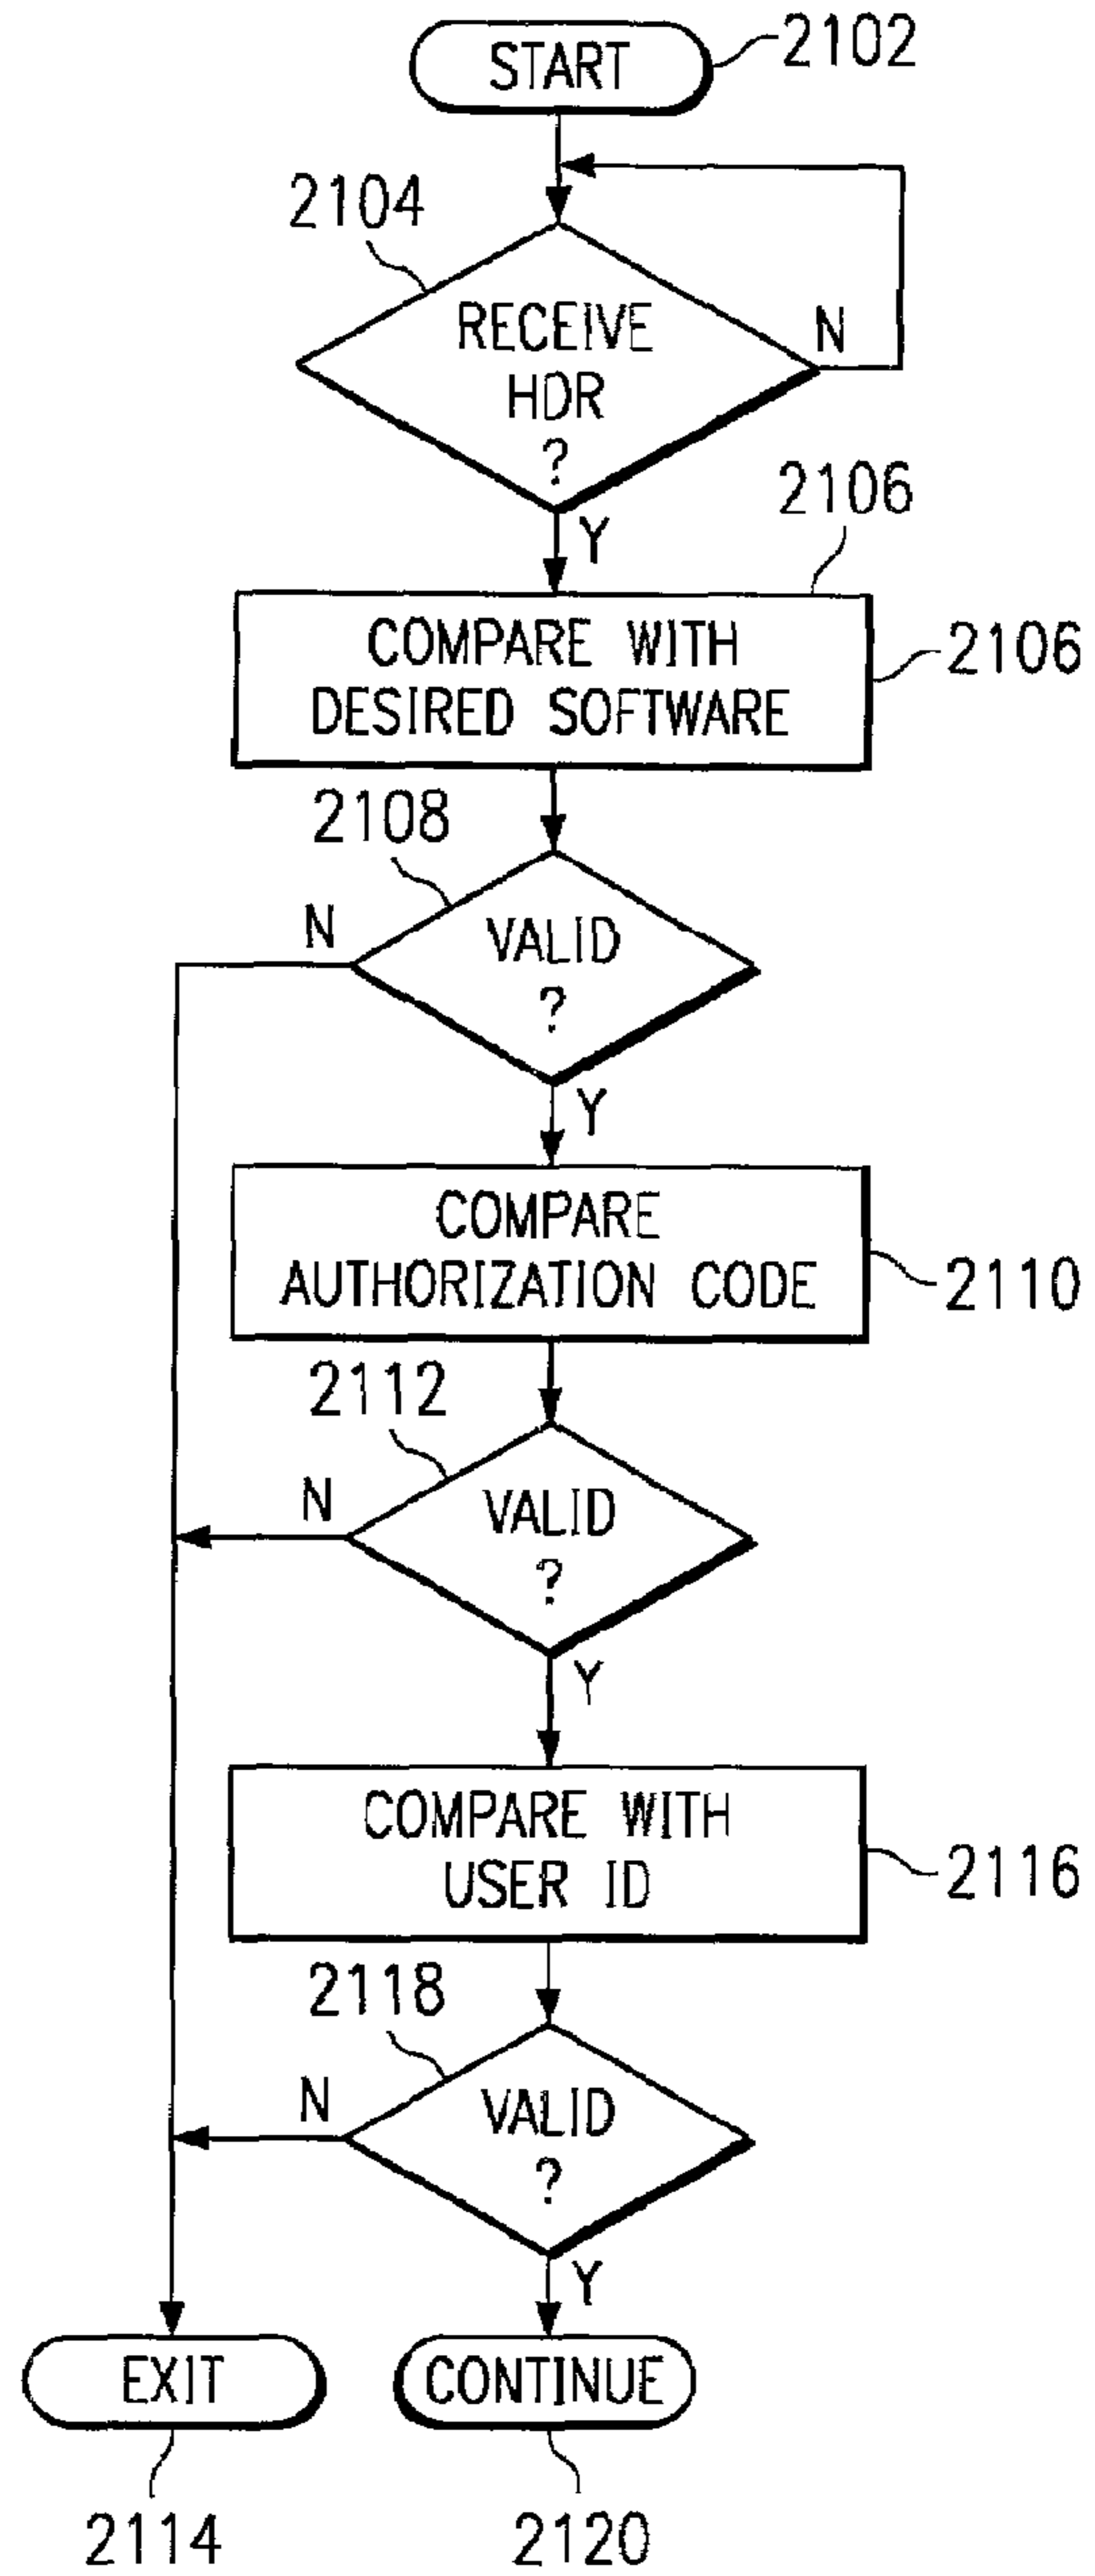 START
2102
2104
RECEIVE
HDR
?
N
Y
2106
COMPARE WITH
DESIRED SOFTWARE
2106
2108
N
VALID
?
Y
COMPARE
AUTHORIZATION CODE
2110
2112
N
VALID
?
Y
COMPARE WITH
USER ID
2116
2118
N
VALID
?
Y
EXIT
CONTINUE
2114
2120